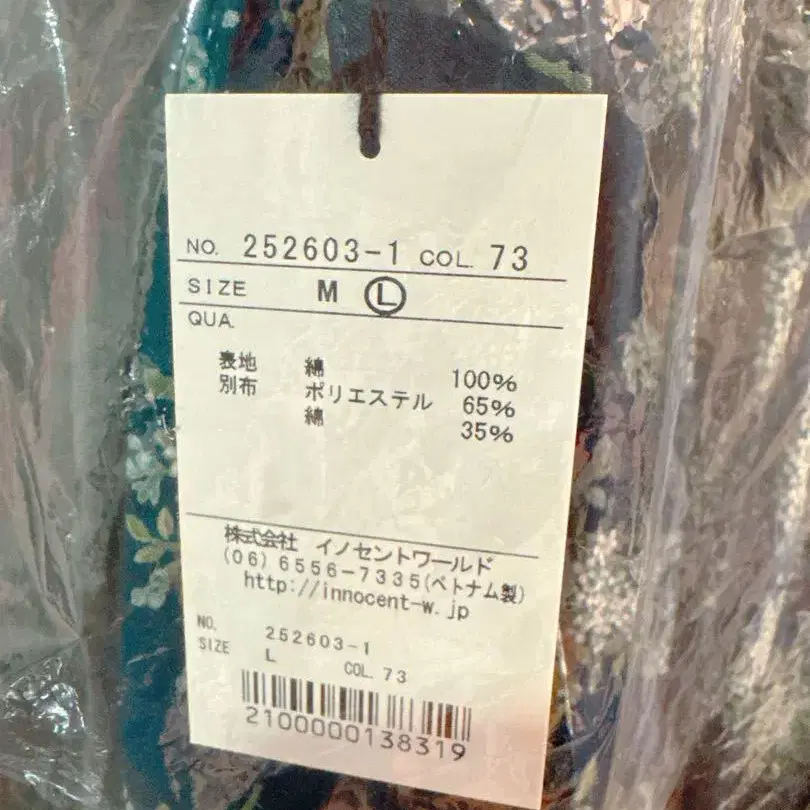 NO. 252603-1 COL. 73
SIZE M L
QUA.
表地 綿 100%
別布 ポリエステル 65%
綿 35%
株式会社 イノセントワールド
(06) 6556-7335(ベトナム製)
http://innocent-w.jp
NO. 252603-1
SIZE L COL. 73
2100000138319